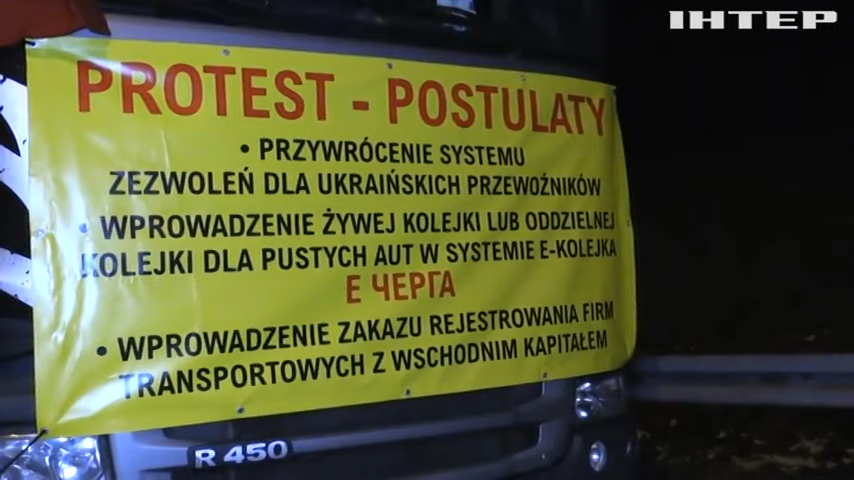 ІНТЕР
PROTEST - POSTULATY
• PRZYWRÓCENIE SYSTEMU
ZEZWOLEŃ DLA UKRAIŃSKICH PRZEWOŹNIKÓW
• WPROWADZENIE ŻYWEJ KOLEJKI LUB ODDZIELNEJ
KOLEJKI DLA PUSTYCH AUT W SYSTEMIE E-KOLEJKA
Е ЧЕРГА
• WPROWADZENIE ZAKAZU REJESTROWANIA FIRM
TRANSPORTOWYCH Z WSCHODNIM KAPITAŁEM
R 450